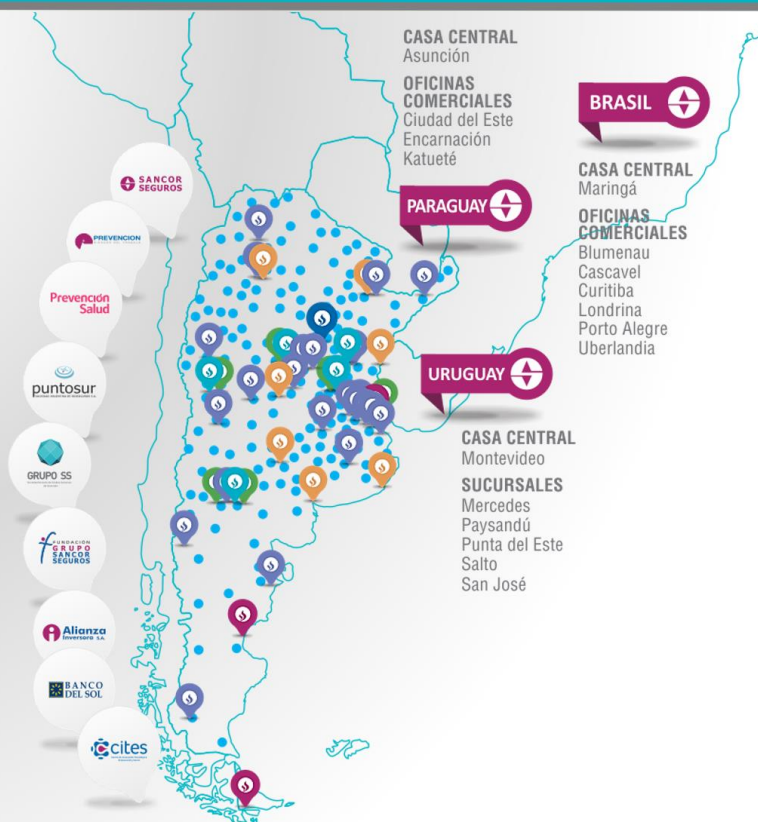 CASA CENTRAL
Asunción
OFICINAS
COMERCIALES
Ciudad del Este
Encarnación
Katueté
PARAGUAY
BRASIL
CASA CENTRAL
Maringá
OFICINAS
COMERCIALES
Blumenau
Cascavel
Curitiba
Londrina
Porto Alegre
Uberlandia
URUGUAY
CASA CENTRAL
Montevideo
SUCURSALES
Mercedes
Paysandú
Punta del Este
Salto
San José
SANCOR
SEGUROS
PREVENCION
Prevención
Salud
puntosur
GRUPO SS
FUNDACIÓN
GRUPO
SANCOR
SEGUROS
Alianza
Inversora S.A.
BANCO
DEL SOL
cites